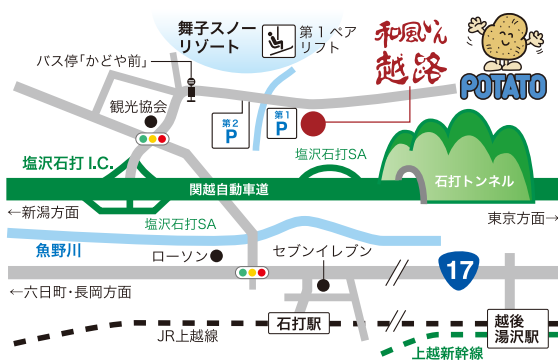 舞子スノー
リゾート
第1ペア
リフト
和風いん
越路
POTATO
バス停「かどや前」
観光協会
第2
P
第1
P
塩沢石打I.C.
塩沢石打SA
石打トンネル
関越自動車道
←新潟方面
東京方面→
塩沢石打SA
魚野川
ローソン
セブンイレブン
17
←六日町・長岡方面
石打駅
越後
湯沢駅
JR上越線
上越新幹線